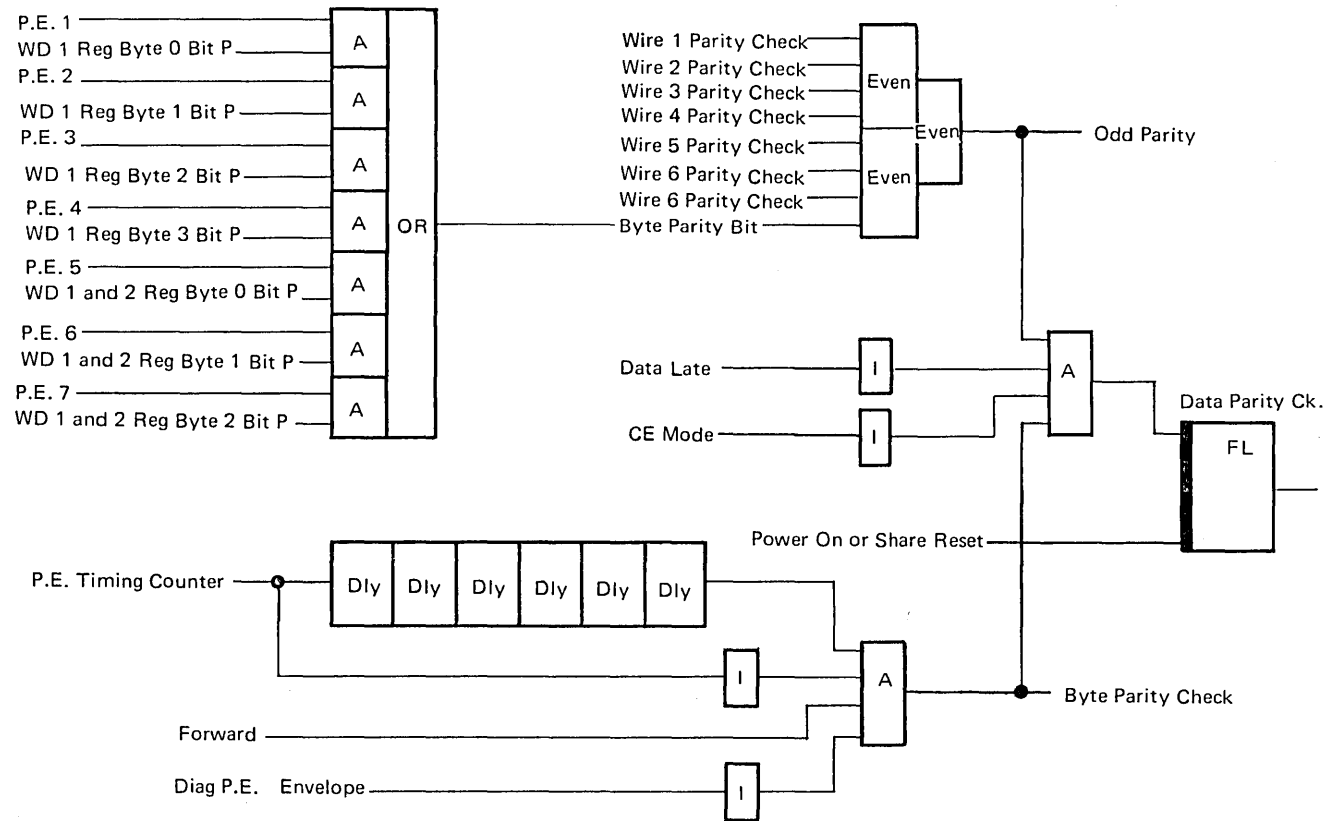 P.E. 1
WD 1 Reg Byte 0 Bit P
P.E. 2
WD 1 Reg Byte 1 Bit P
P.E. 3
WD 1 Reg Byte 2 Bit P
P.E. 4
WD 1 Reg Byte 3 Bit P
P.E. 5
WD 1 and 2 Reg Byte 0 Bit P
P.E. 6
WD 1 and 2 Reg Byte 1 Bit P
P.E. 7
WD 1 and 2 Reg Byte 2 Bit P
A
A
A
A
A
A
A
OR
Wire 1 Parity Check
Wire 2 Parity Check
Wire 3 Parity Check
Wire 4 Parity Check
Wire 5 Parity Check
Wire 6 Parity Check
Wire 6 Parity Check
Byte Parity Bit
Even
Even
Even
Odd Parity
Data Late
I
CE Mode
I
A
Data Parity Ck.
FL
Power On or Share Reset
P.E. Timing Counter
Dly Dly Dly Dly Dly Dly
I
A
Byte Parity Check
Forward
Diag P.E. Envelope
I